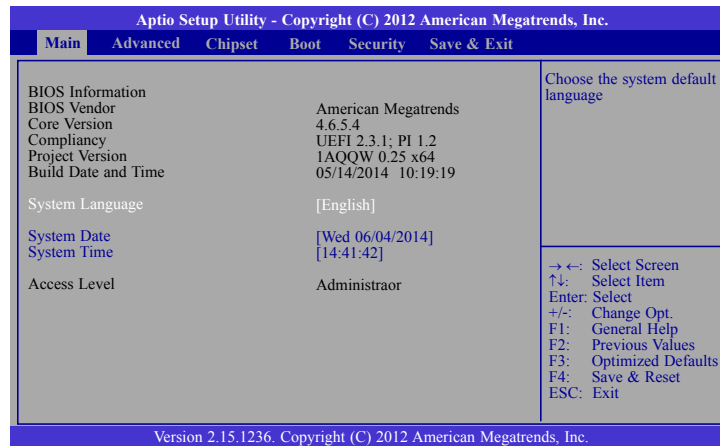 Aptio Setup Utility - Copyright (C) 2012 American Megatrends, Inc.
Main Advanced Chipset Boot Security Save & Exit
BIOS Information
BIOS Vendor American Megatrends
Core Version 4.6.5.4
Compliancy UEFI 2.3.1; PI 1.2
Project Version 1AQQW 0.25 x64
Build Date and Time 05/14/2014 10:19:19
System Language [English]
System Date [Wed 06/04/2014]
System Time [14:41:42]
Access Level Administraor
Choose the system default
language
→←: Select Screen
↑↓: Select Item
Enter: Select
+/-: Change Opt.
F1: General Help
F2: Previous Values
F3: Optimized Defaults
F4: Save & Reset
ESC: Exit
Version 2.15.1236. Copyright (C) 2012 American Megatrends, Inc.